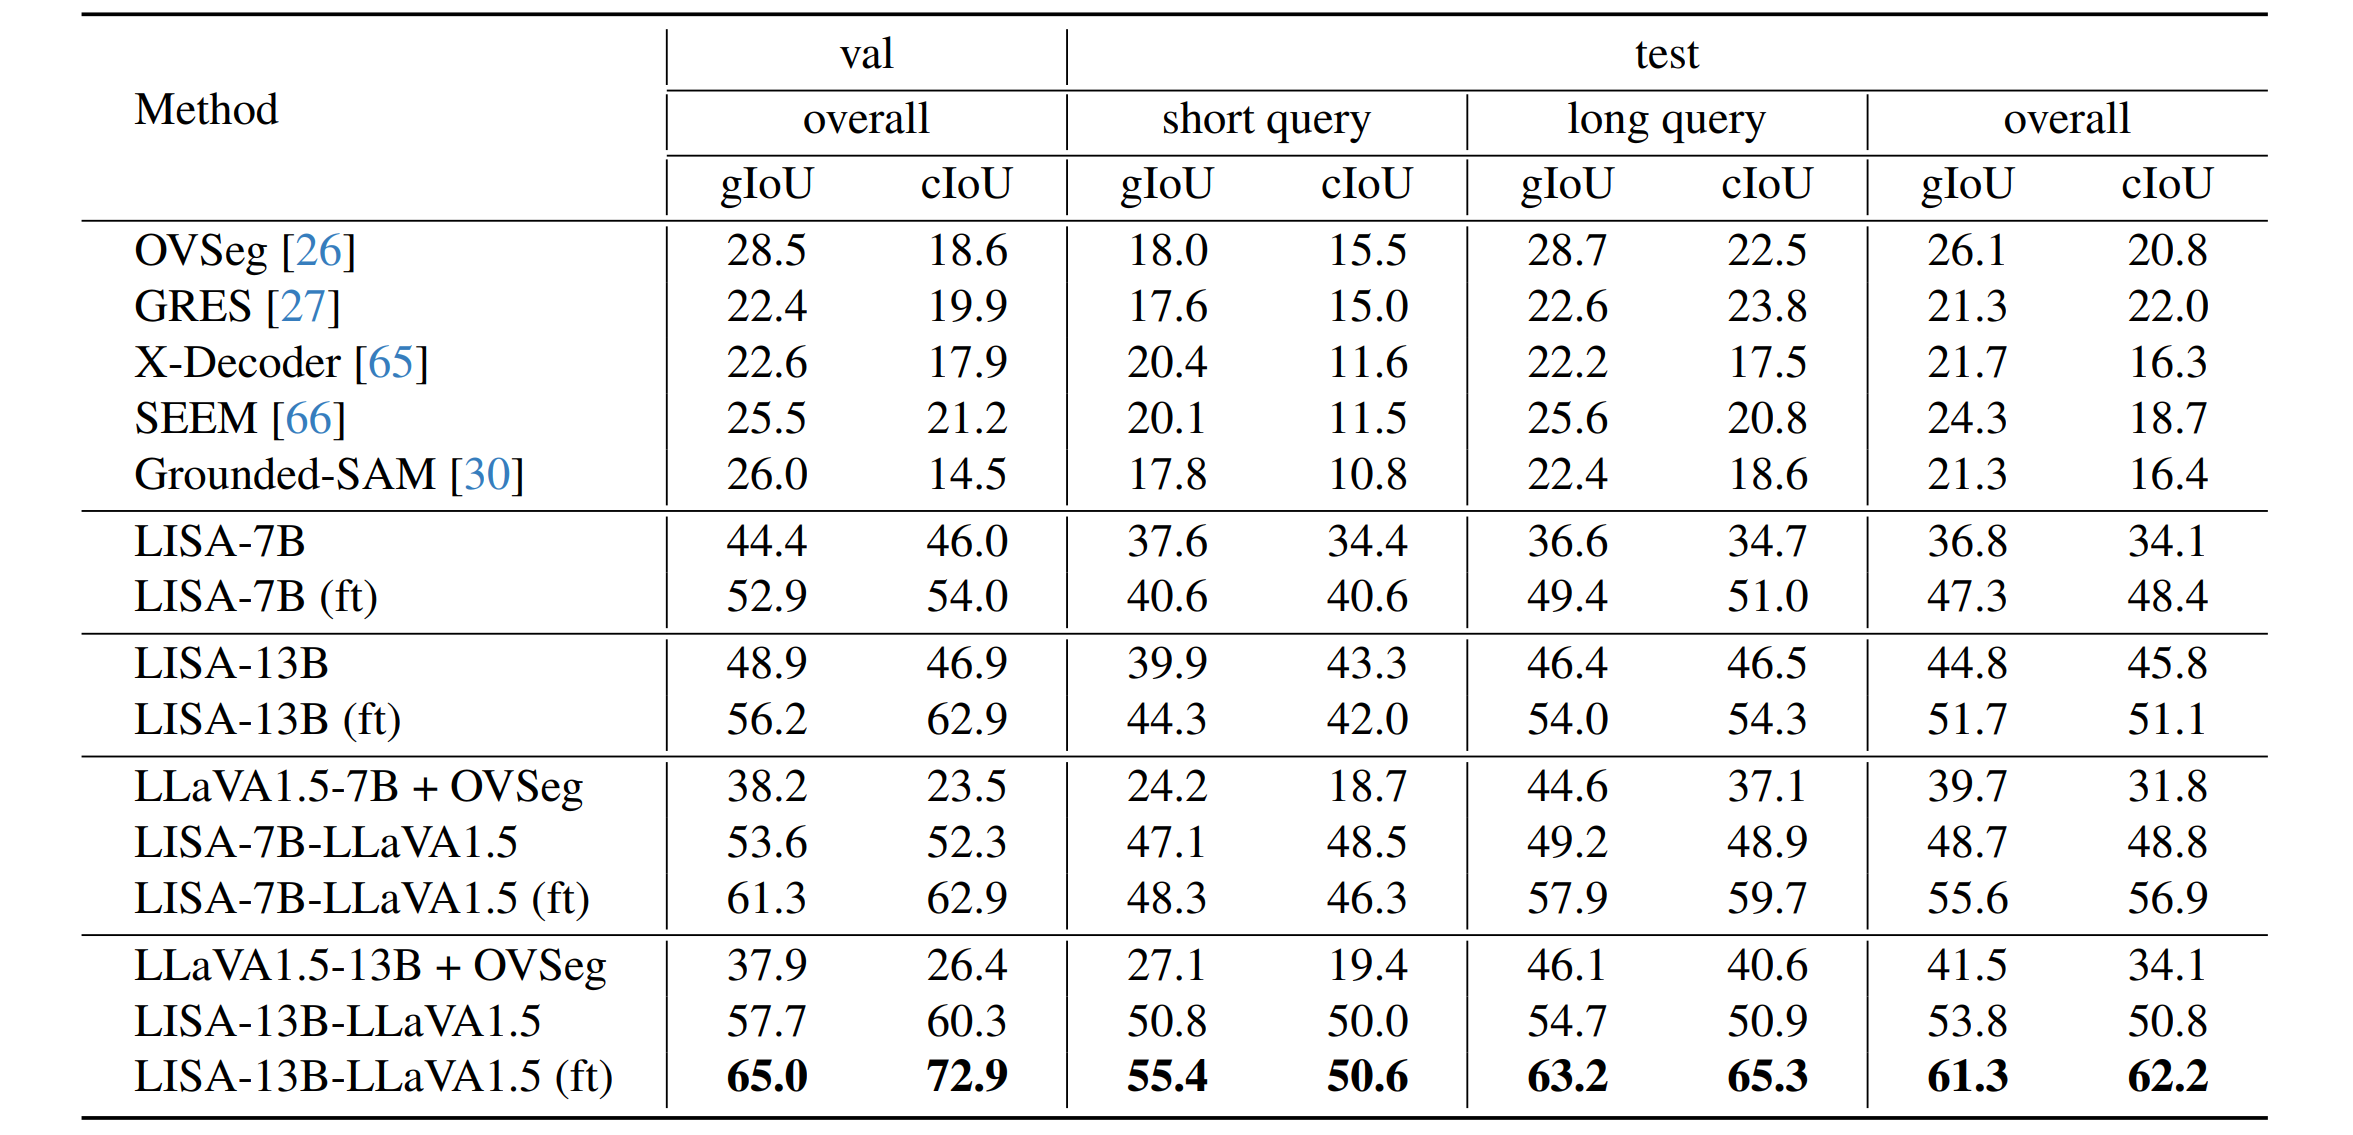 val test
Method
overall short query long query overall
gIoU cIoU gIoU cIoU gIoU cIoU gIoU cIoU
OVSeg [26] 28.5 18.6 18.0 15.5 28.7 22.5 26.1 20.8
GRES [27] 22.4 19.9 17.6 15.0 22.6 23.8 21.3 22.0
X-Decoder [65] 22.6 17.9 20.4 11.6 22.2 17.5 21.7 16.3
SEEM [66] 25.5 21.2 20.1 11.5 25.6 20.8 24.3 18.7
Grounded-SAM [30] 26.0 14.5 17.8 10.8 22.4 18.6 21.3 16.4
LISA-7B 44.4 46.0 37.6 34.4 36.6 34.7 36.8 34.1
LISA-7B (ft) 52.9 54.0 40.6 40.6 49.4 51.0 47.3 48.4
LISA-13B 48.9 46.9 39.9 43.3 46.4 46.5 44.8 45.8
LISA-13B (ft) 56.2 62.9 44.3 42.0 54.0 54.3 51.7 51.1
LLaVA1.5-7B + OVSeg 38.2 23.5 24.2 18.7 44.6 37.1 39.7 31.8
LISA-7B-LLaVA1.5 53.6 52.3 47.1 48.5 49.2 48.9 48.7 48.8
LISA-7B-LLaVA1.5 (ft) 61.3 62.9 48.3 46.3 57.9 59.7 55.6 56.9
LLaVA1.5-13B + OVSeg 37.9 26.4 27.1 19.4 46.1 40.6 41.5 34.1
LISA-13B-LLaVA1.5 57.7 60.3 50.8 50.0 54.7 50.9 53.8 50.8
LISA-13B-LLaVA1.5 (ft) 65.0 72.9 55.4 50.6 63.2 65.3 61.3 62.2